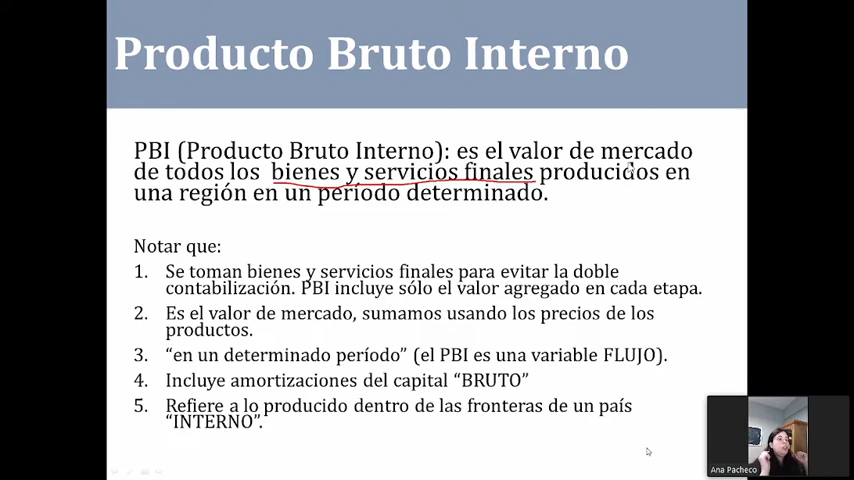 Producto Bruto Interno
PBI (Producto Bruto Interno): es el valor de mercado
de todos los bienes y servicios finales producidos en
una región en un período determinado.
Notar que:
1. Se toman bienes y servicios finales para evitar la doble
contabilización. PBI incluye sólo el valor agregado en cada etapa.
2. Es el valor de mercado, sumamos usando los precios de los
productos.
3. “en un determinado período” (el PBI es una variable FLUJO).
4. Incluye amortizaciones del capital “BRUTO”
5. Refiere a lo producido dentro de las fronteras de un país
“INTERNO”.
Ana Pacheco